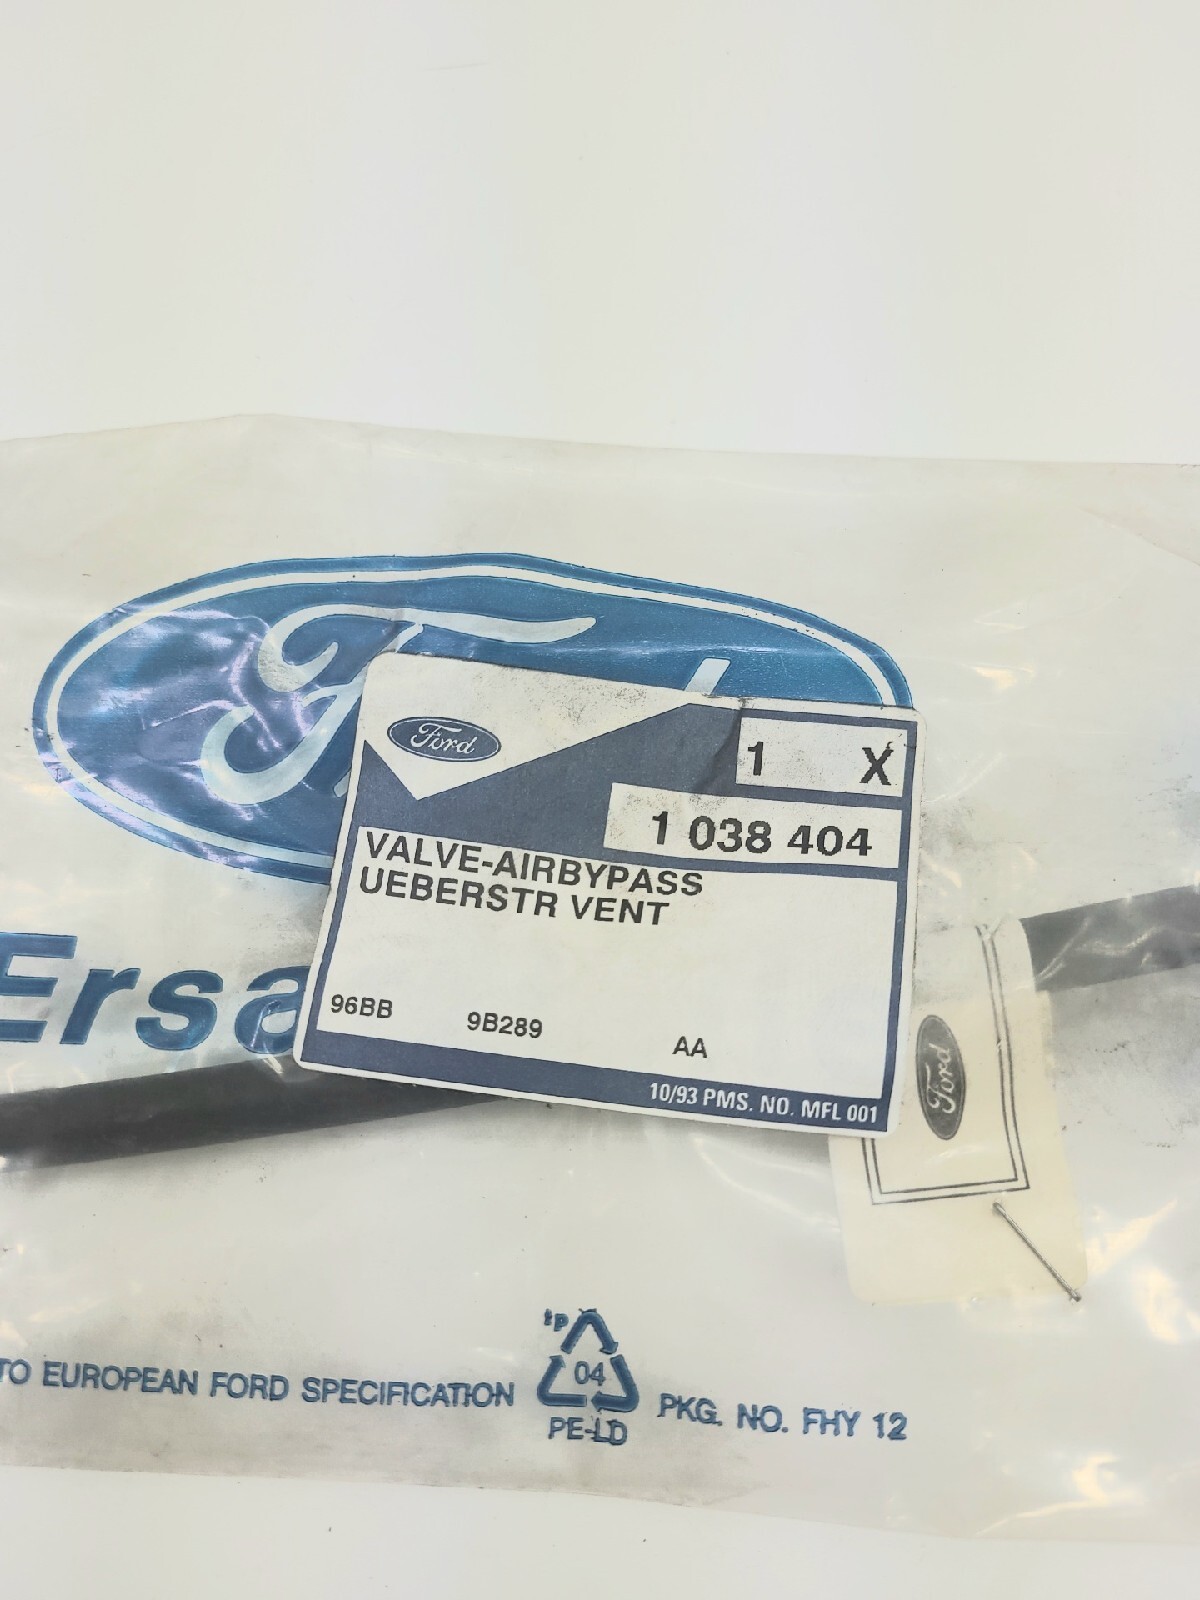 Ford
1 X
1 038 404
VALVE-AIRBYPASS
UEBERSTR VENT
96BB 9B289 AA
10/93 PMS. NO. MFL 001
Ford
TO EUROPEAN FORD SPECIFICATION
04
PE-LD
PKG. NO. FHY 12